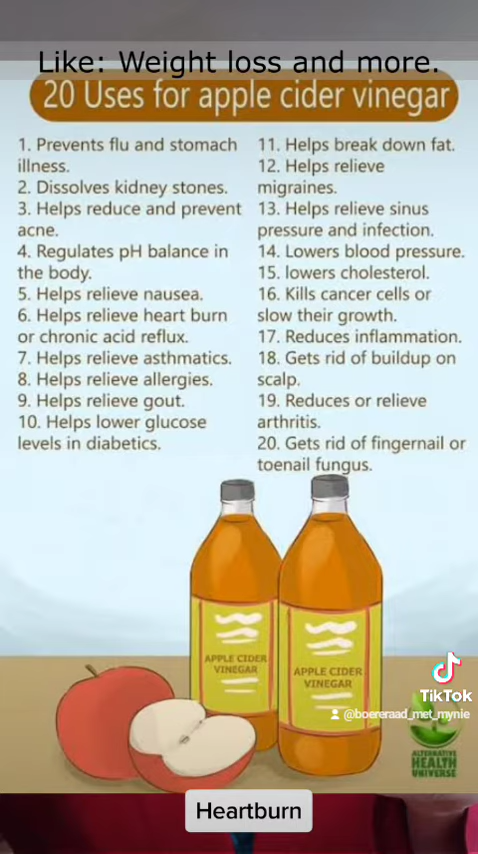 Like: Weight loss and more.
20 Uses for apple cider vinegar
1. Prevents flu and stomach
illness.
2. Dissolves kidney stones.
3. Helps reduce and prevent
acne.
4. Regulates pH balance in
the body.
5. Helps relieve nausea.
6. Helps relieve heart burn
or chronic acid reflux.
7. Helps relieve asthmatics.
8. Helps relieve allergies.
9. Helps relieve gout.
10. Helps lower glucose
levels in diabetics.
11. Helps break down fat.
12. Helps relieve
migraines.
13. Helps relieve sinus
pressure and infection.
14. Lowers blood pressure.
15. lowers cholesterol.
16. Kills cancer cells or
slow their growth.
17. Reduces inflammation.
18. Gets rid of buildup on
scalp.
19. Reduces or relieve
arthritis.
20. Gets rid of fingernail or
toenail fungus.
APPLE CIDER
VINEGAR
APPLE CIDER
VINEGAR
TikTok
@boereraad_met_mynie
ALTERNATIVE
HEALTH
UNIVERSE
Heartburn